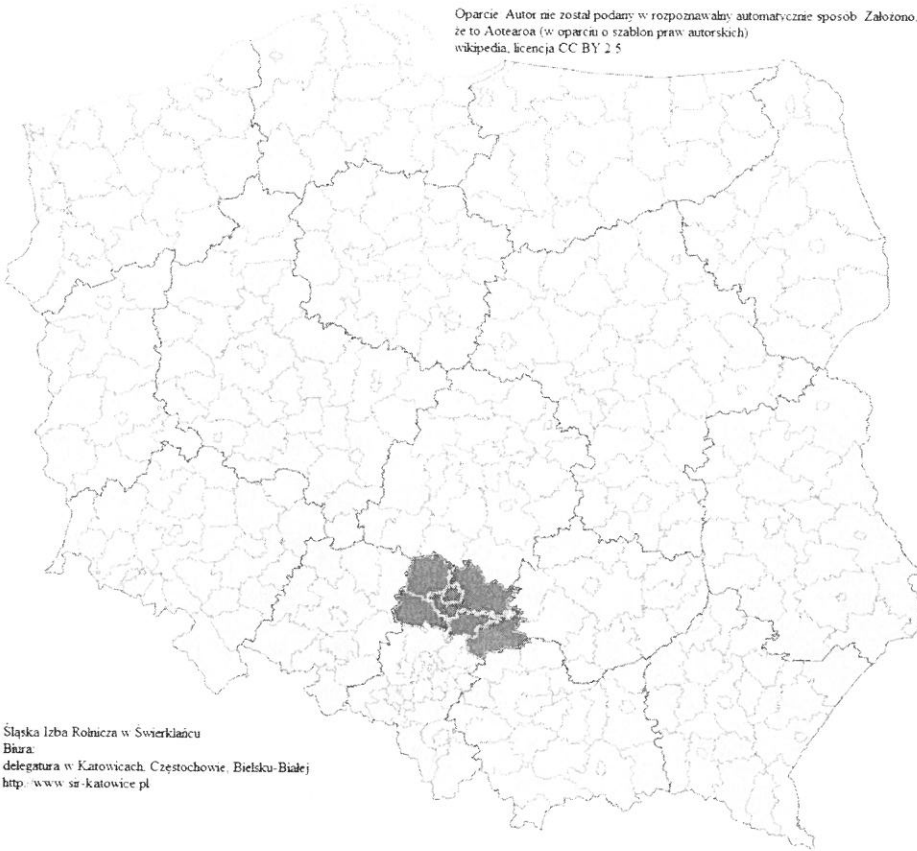 Oparcie Autor nie został podany w rozpoznawalny automatycznie sposób Założono,
że to Aotearoa (w oparciu o szablon praw autorskich)
wikipedia, licencja CC BY 2 5
Śląska Izba Rolnicza w Świerklańcu
Biura:
delegatura w Katowicach, Częstochowie, Bielsku-Białej
http. www sir-katowice.pl